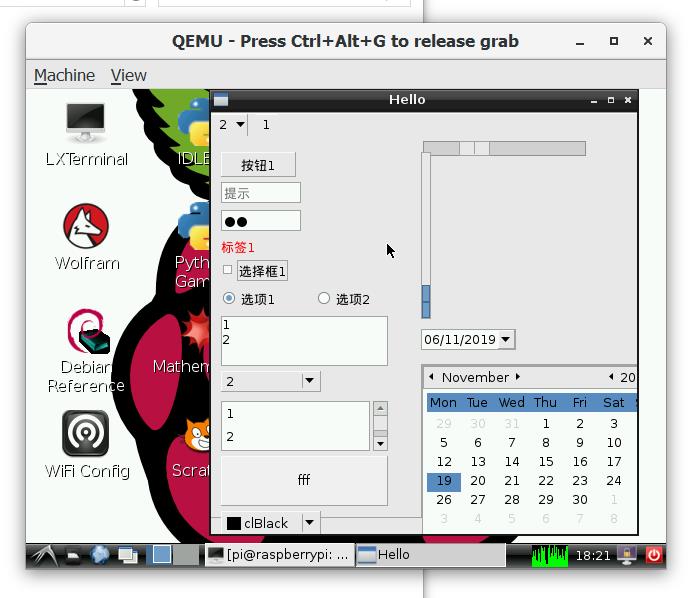 QEMU - Press Ctrl+Alt+G to release grab
Machine View
Hello
2 1
LXTerminal
IDLE
按钮1
提示
标签1
选择框1
选项1 选项2
Wolfram
Pyth
Gam
1
2
06/11/2019
Debian
Reference
Mathem
2
November 20
Mon Tue Wed Thu Fri Sat
29 30 31 1 2 3
5 6 7 8 9 10
12 13 14 15 16 17
19 20 21 22 23 24
26 27 28 29 30 1
3 4 5 6 7 8
1
2
WiFi Config
Scrat
fff
clBlack
[pi@raspberrypi: ...
Hello
18:21